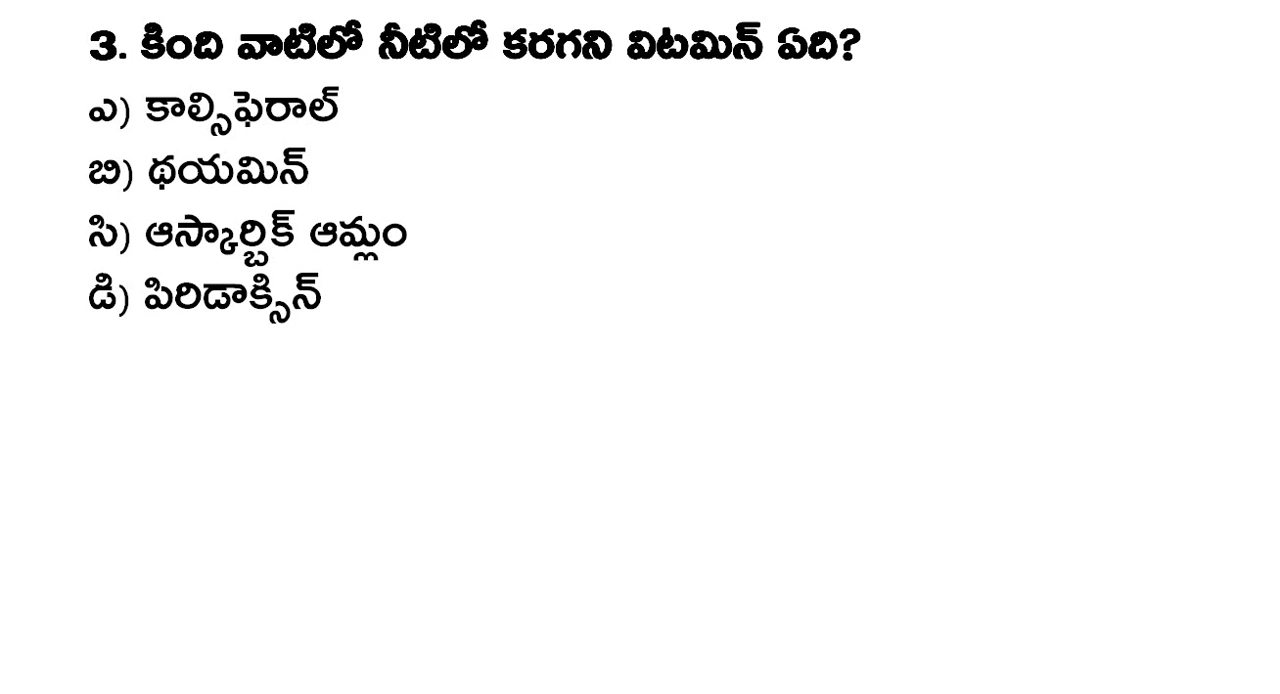 3. కింది వాటిలో నీటిలో కరగని విటమిన్ ఏది?
ఎ) కాల్సిఫెరాల్
బి) థయమిన్
సి) ఆస్కార్బిక్ ఆమ్లం
డి) పిరిడాక్సిన్